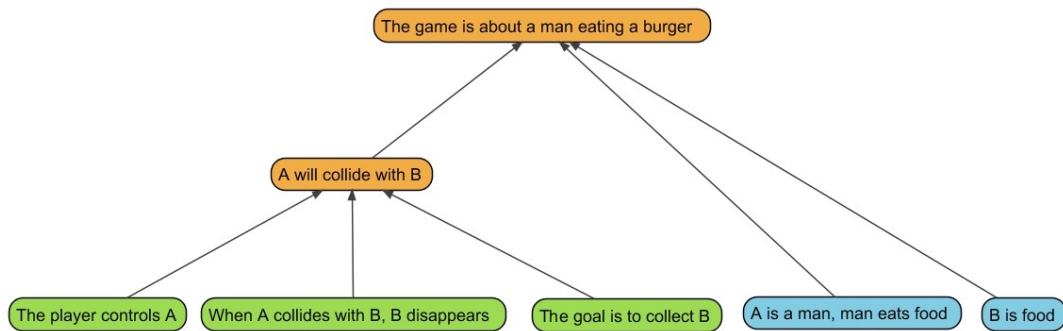 The game is about a man eating a burger
A will collide with B
The player controls A
When A collides with B, B disappears
The goal is to collect B
A is a man, man eats food
B is food